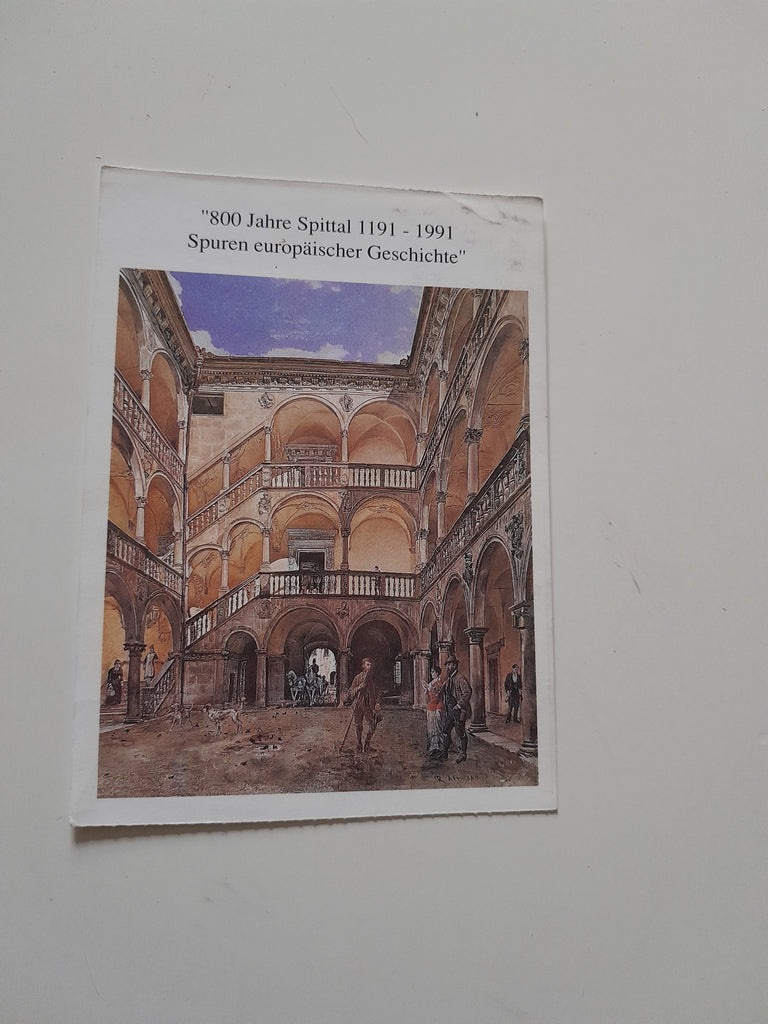 "800 Jahre Spittal 1191 - 1991
Spuren europäischer Geschichte"